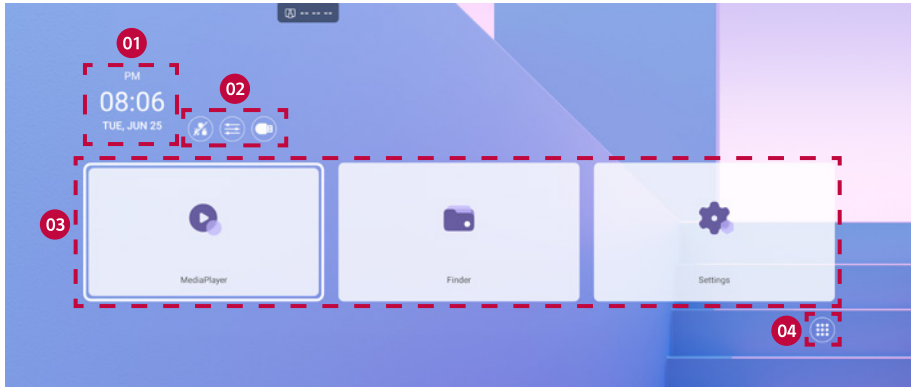 -- -- --
01
PM
08:06
TUE, JUN 25
02
03
MediaPlayer
Finder
Settings
04